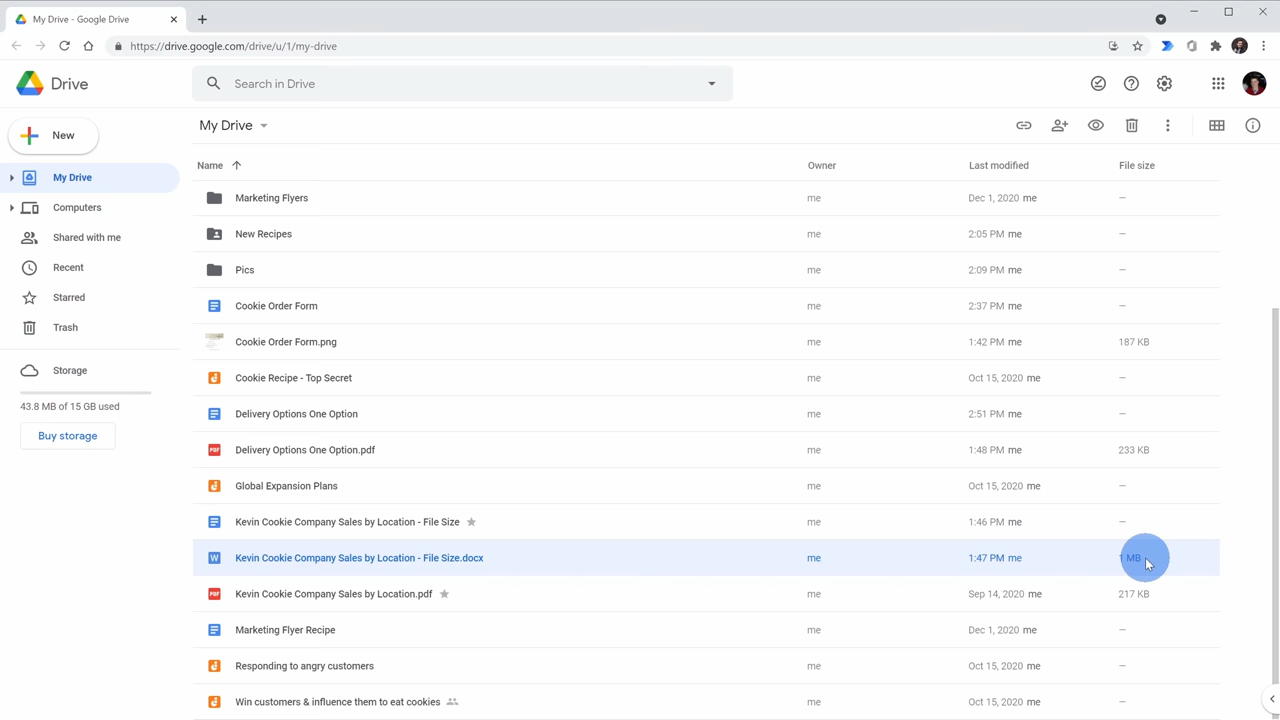 My Drive - Google Drive
https://drive.google.com/drive/u/1/my-drive
Drive
Search in Drive
New
My Drive
My Drive
Computers
Shared with me
Recent
Starred
Trash
Storage
43.8 MB of 15 GB used
Buy storage
Name Owner Last modified File size
Marketing Flyers me Dec 1, 2020 me —
New Recipes me 2:05 PM me —
Pics me 2:09 PM me —
Cookie Order Form me 2:37 PM me —
Cookie Order Form.png me 1:42 PM me 187 KB
Cookie Recipe - Top Secret me Oct 15, 2020 me —
Delivery Options One Option me 2:51 PM me —
PDF Delivery Options One Option.pdf me 1:48 PM me 233 KB
Global Expansion Plans me Oct 15, 2020 me —
Kevin Cookie Company Sales by Location - File Size me 1:46 PM me —
W Kevin Cookie Company Sales by Location - File Size.docx me 1:47 PM me 1 MB
PDF Kevin Cookie Company Sales by Location.pdf me Sep 14, 2020 me 217 KB
Marketing Flyer Recipe me Dec 1, 2020 me —
Responding to angry customers me Oct 15, 2020 me —
Win customers & influence them to eat cookies me Oct 15, 2020 me —